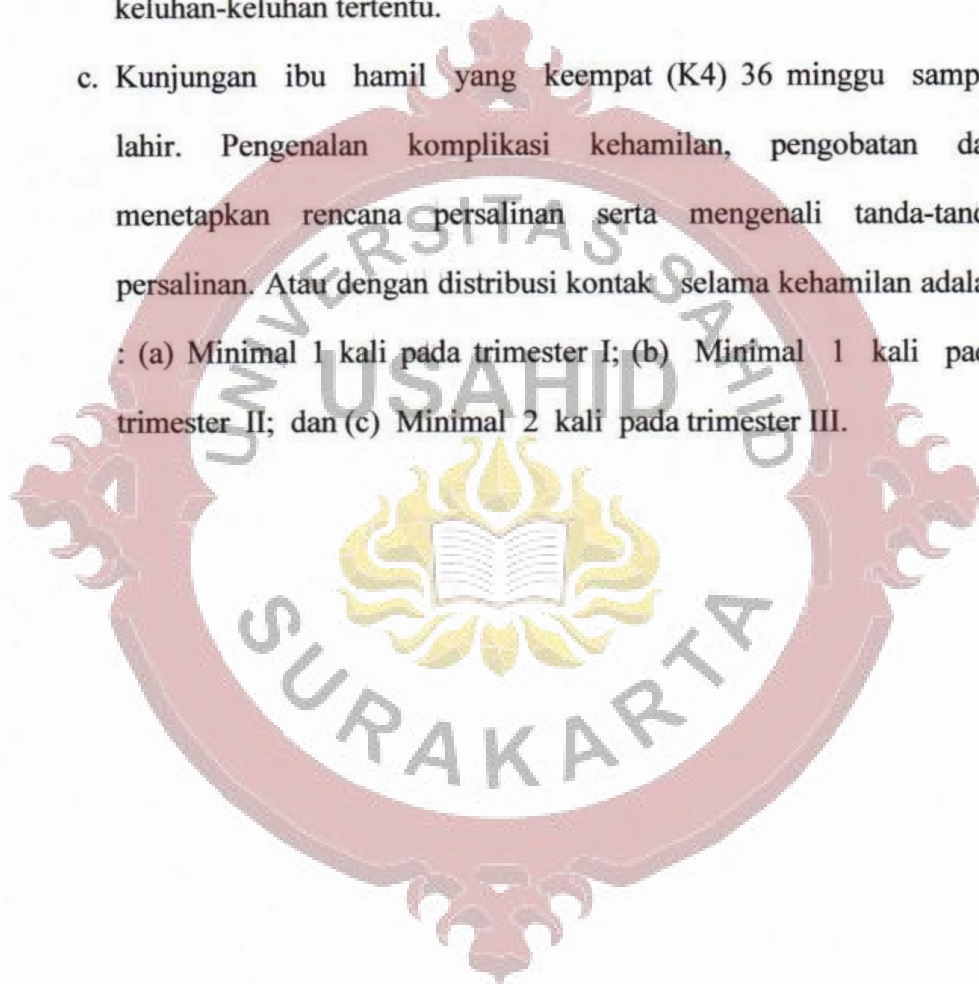 keluhan-keluhan tertentu.
c. Kunjungan ibu hamil yang keempat (K4) 36 minggu samp
lahir. Pengenalan komplikasi kehamilan, pengobatan da
menetapkan rencana persalinan serta mengenali tanda-tand
persalinan. Atau dengan distribusi kontak selama kehamilan adala
: (a) Minimal 1 kali pada trimester I; (b) Minimal 1 kali pad
trimester II; dan (c) Minimal 2 kali pada trimester III.
UNIVERSITAS SAHID
USAHID
SURAKARTA